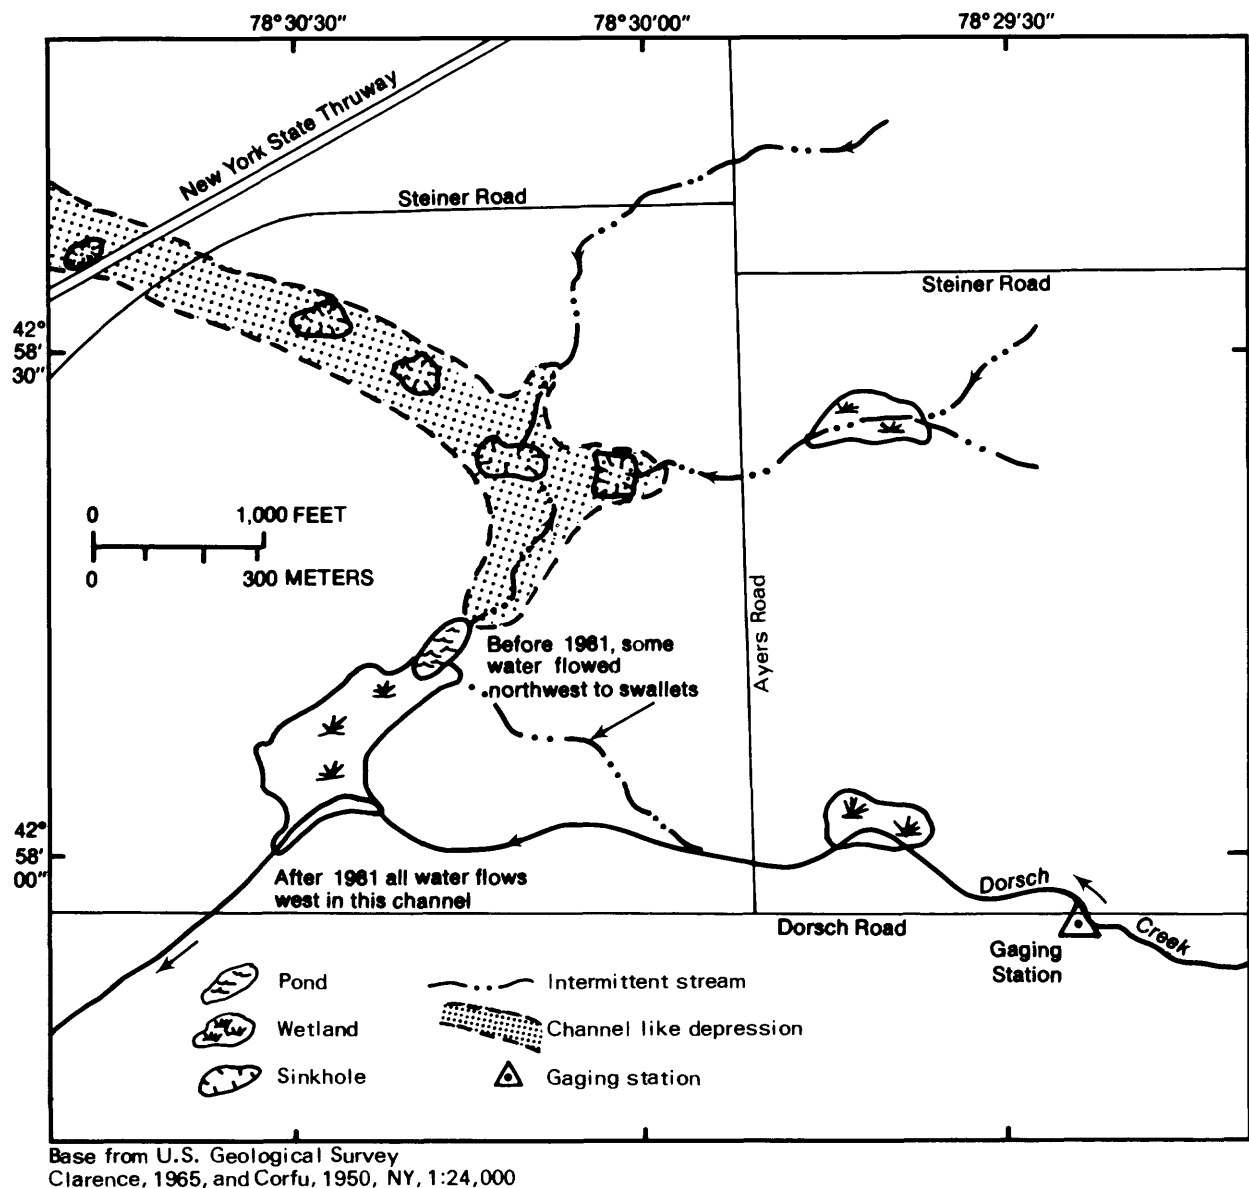 78°30'30" 78°30'00" 78°29'30"
New York State Thruway
Steiner Road
Steiner Road
42°
58'
30"
0 1,000 FEET
0 300 METERS
Ayers Road
Before 1981, some
water flowed
northwest to swallets
42°
58'
00"
After 1981 all water flows
west in this channel
Dorsch
Creek
Dorsch Road
Gaging
Station
Pond
Wetland
Sinkhole
Intermittent stream
Channel like depression
Gaging station
Base from U.S. Geological Survey
Clarence, 1965, and Corfu, 1950, NY, 1:24,000